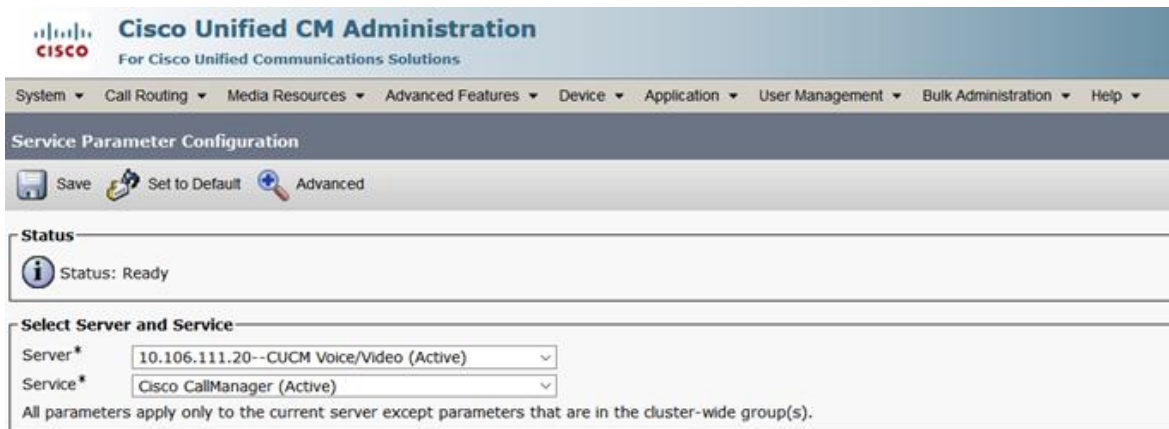 CISCO
Cisco Unified CM Administration
For Cisco Unified Communications Solutions
System Call Routing Media Resources Advanced Features Device Application User Management Bulk Administration Help
Service Parameter Configuration
Save Set to Default Advanced
Status
Status: Ready
Select Server and Service
Server* 10.106.111.20--CUCM Voice/Video (Active)
Service* Cisco CallManager (Active)
All parameters apply only to the current server except parameters that are in the cluster-wide group(s).